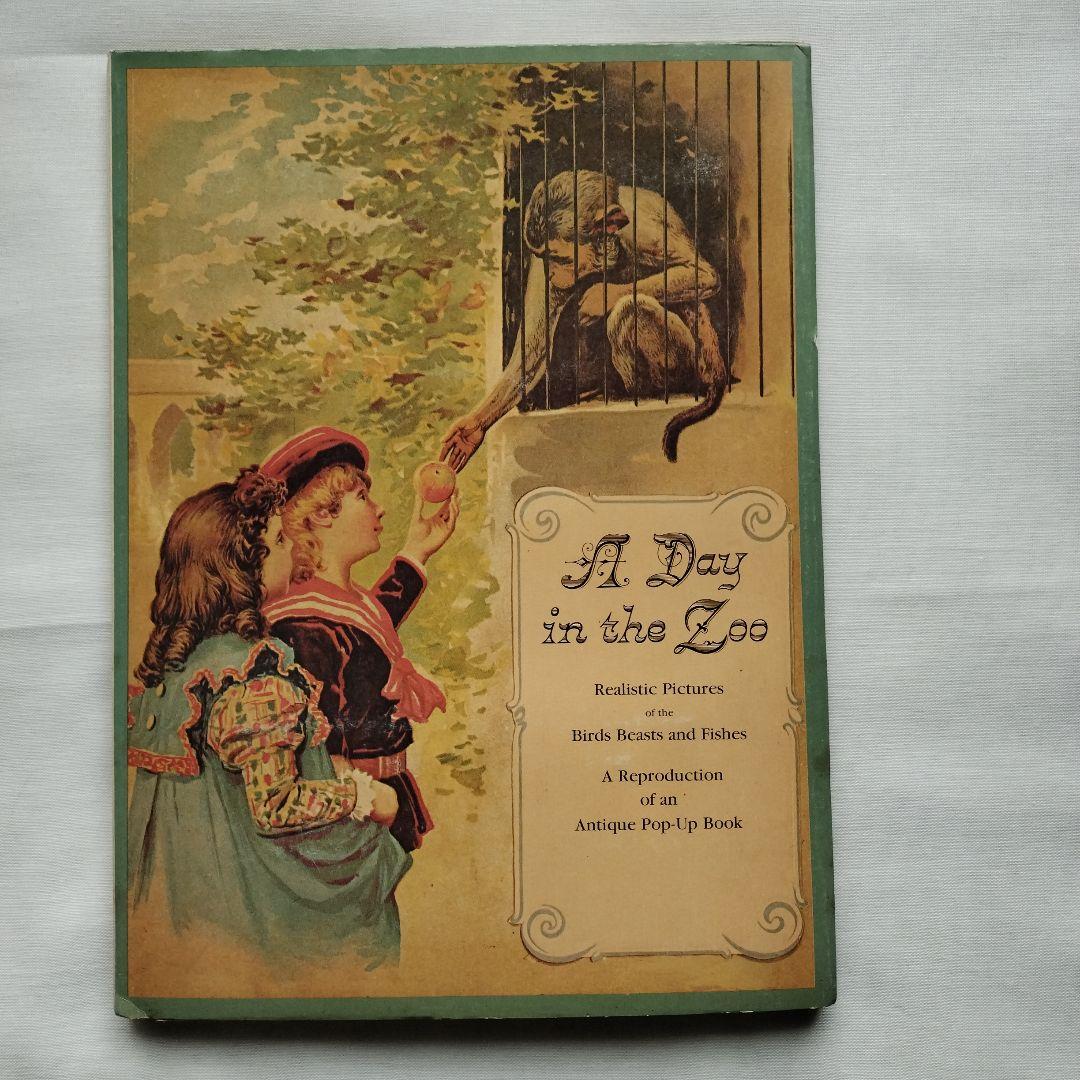 A Day
in the Zoo
Realistic Pictures
of the
Birds Beasts and Fishes
A Reproduction
of an
Antique Pop-Up Book